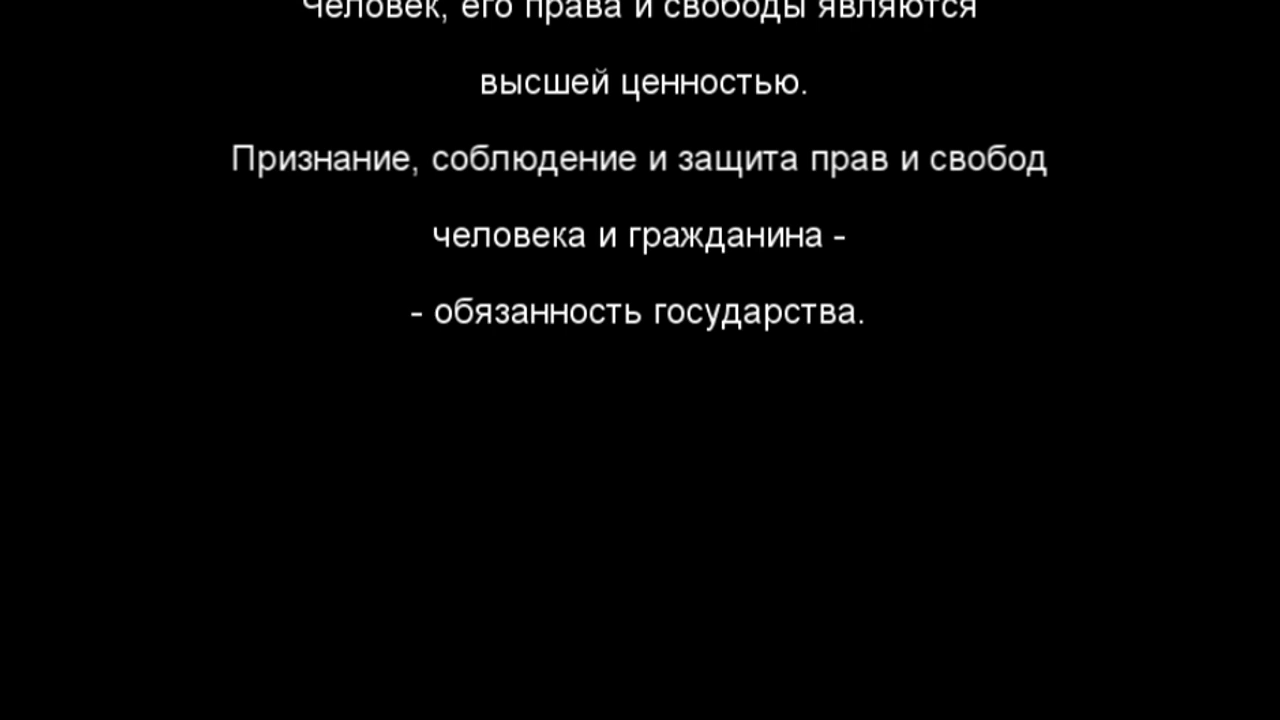 Человек, его права и свободы являются
высшей ценностью.
Признание, соблюдение и защита прав и свобод
человека и гражданина -
- обязанность государства.